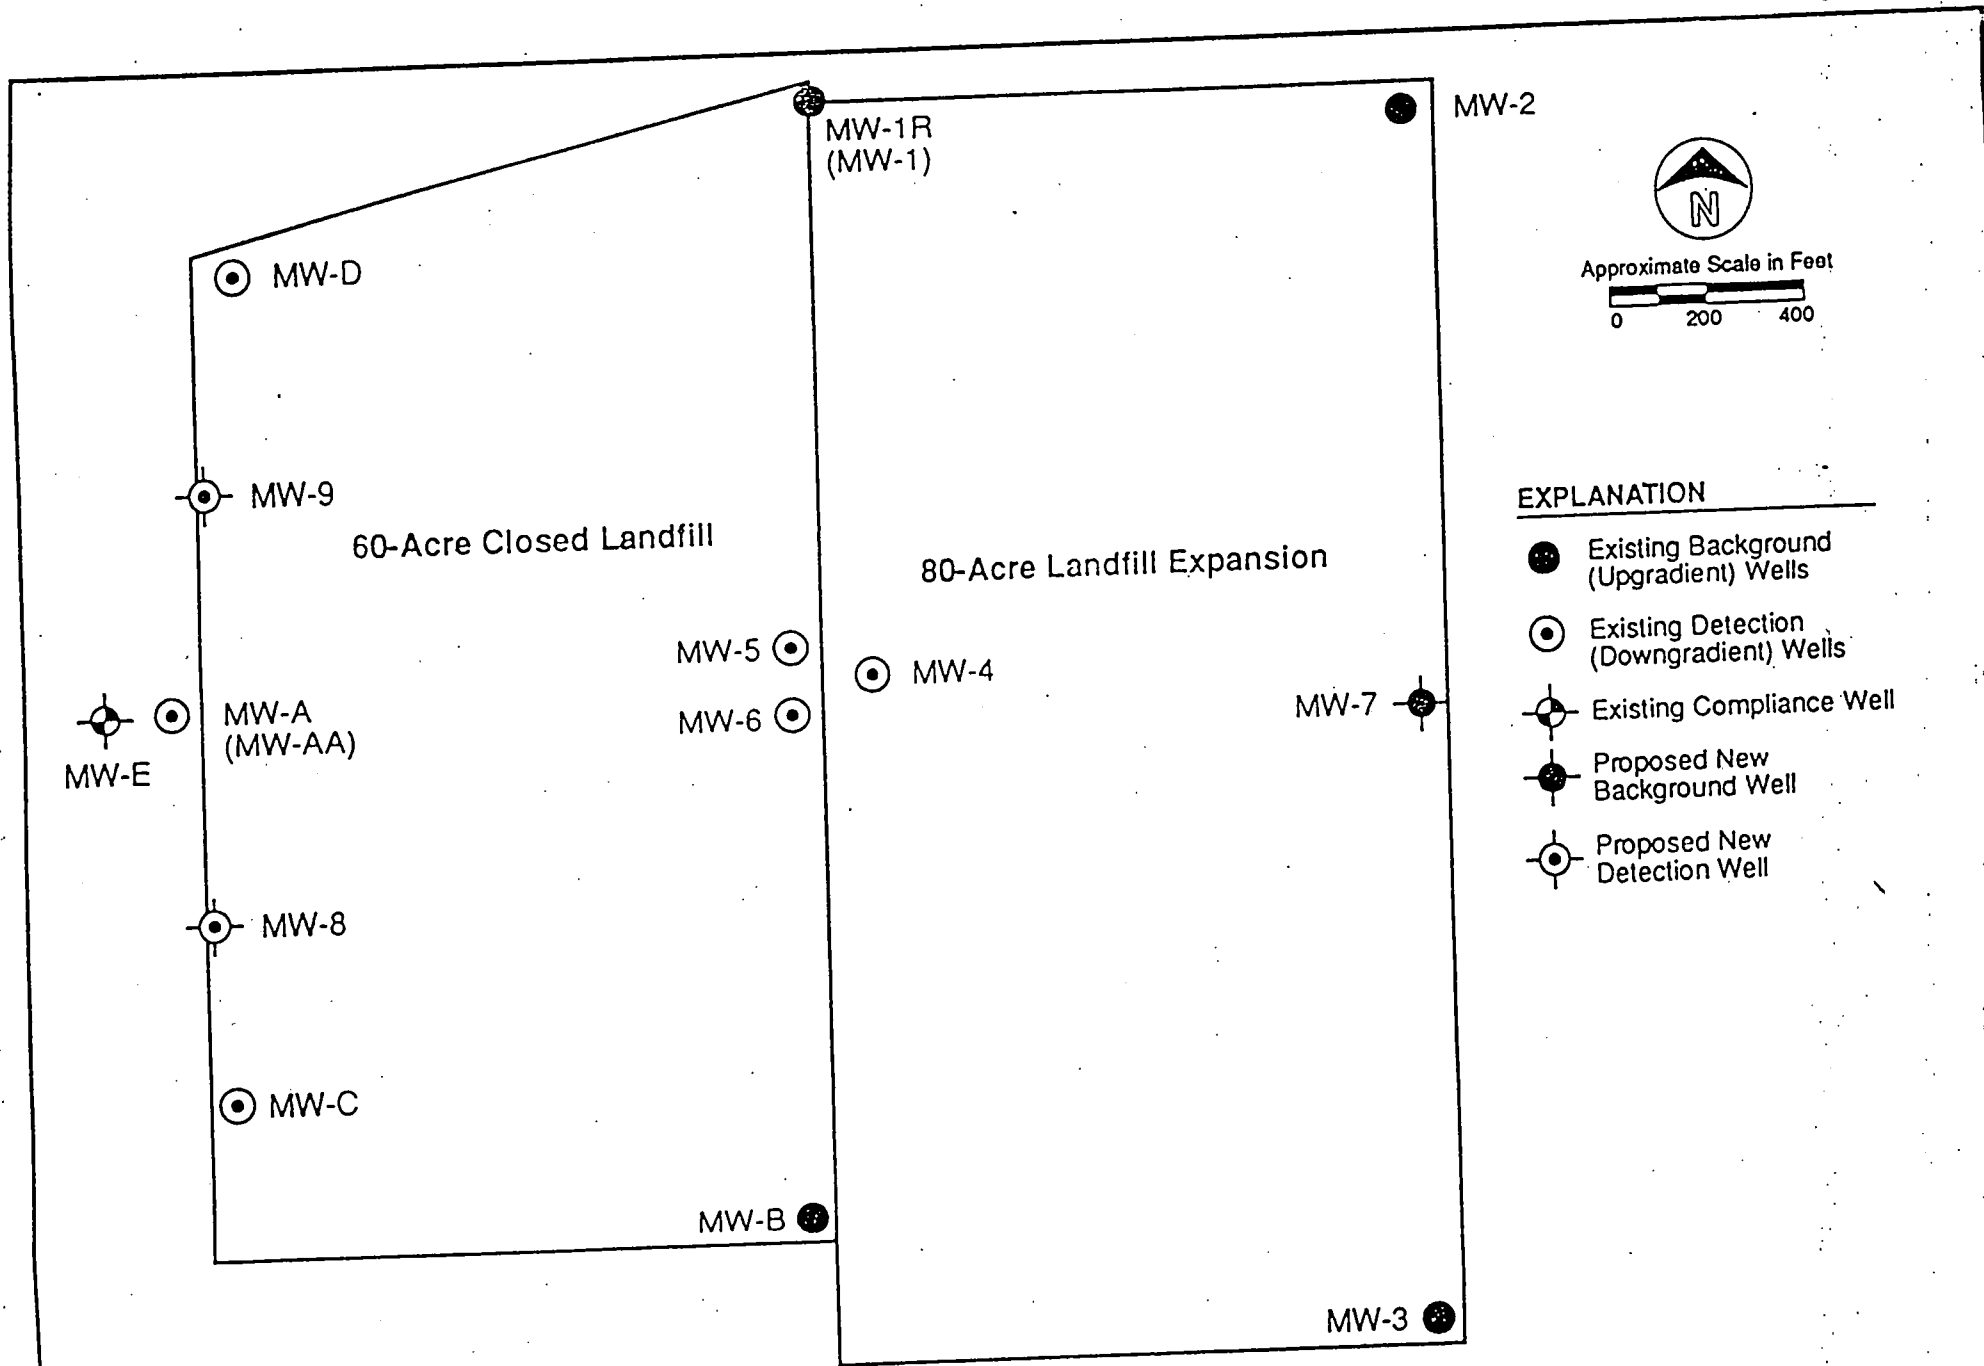 MW-1R
(MW-1)
MW-2
N
Approximate Scale in Feet
0 200 400
MW-D
MW-9
60-Acre Closed Landfill
80-Acre Landfill Expansion
MW-5
MW-4
MW-6
MW-7
MW-A
(MW-AA)
MW-E
MW-8
MW-C
MW-B
MW-3
EXPLANATION
Existing Background
(Upgradient) Wells
Existing Detection
(Downgradient) Wells
Existing Compliance Well
Proposed New
Background Well
Proposed New
Detection Well